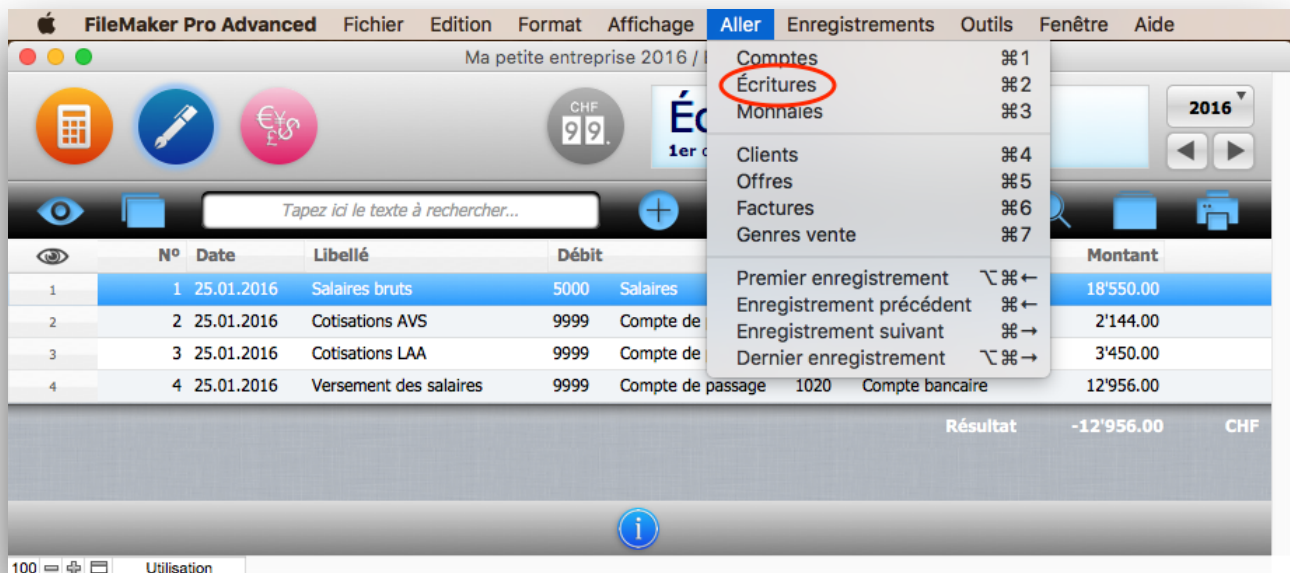 FileMaker Pro Advanced Fichier Edition Format Affichage Aller Enregistrements Outils Fenêtre Aide
Ma petite entreprise 2016 /
Comptes ⌘1
Écritures ⌘2
Monnaies ⌘3
Clients ⌘4
Offres ⌘5
Factures ⌘6
Genres vente ⌘7
Premier enregistrement ⌥⌘←
Enregistrement précédent ⌘←
Enregistrement suivant ⌘→
Dernier enregistrement ⌥⌘→
€¥£$
CHF
99.
1er
2016
Tapez ici le texte à rechercher...
Nº Date Libellé Débit Montant
1 1 25.01.2016 Salaires bruts 5000 Salaires 18'550.00
2 2 25.01.2016 Cotisations AVS 9999 Compte de 2'144.00
3 3 25.01.2016 Cotisations LAA 9999 Compte de 3'450.00
4 4 25.01.2016 Versement des salaires 9999 Compte de passage 1020 Compte bancaire 12'956.00
Résultat -12'956.00 CHF
i
100 Utilisation